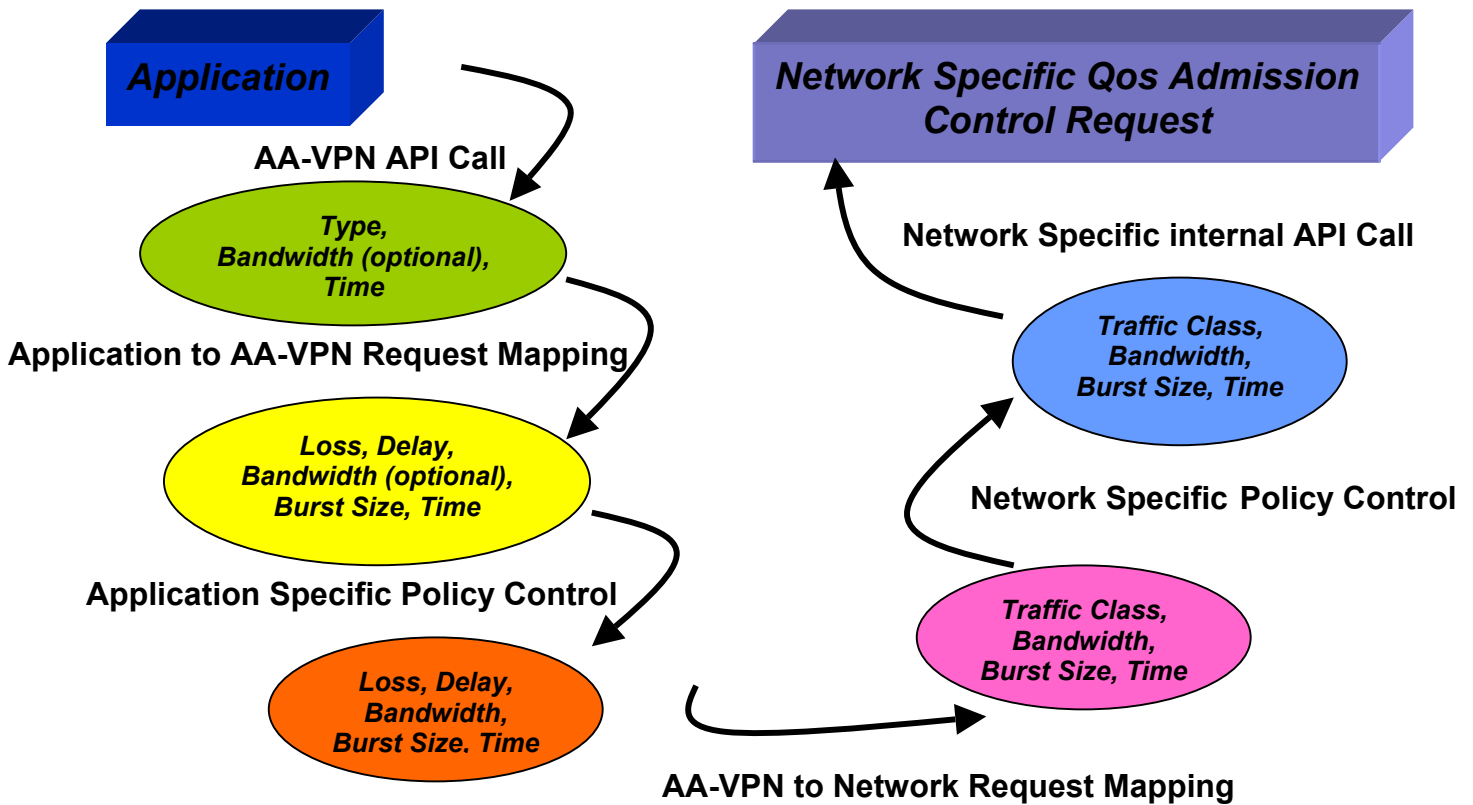 Application
AA-VPN API Call
Type,
Bandwidth (optional),
Time
Application to AA-VPN Request Mapping
Loss, Delay,
Bandwidth (optional),
Burst Size, Time
Application Specific Policy Control
Loss, Delay,
Bandwidth,
Burst Size, Time
AA-VPN to Network Request Mapping
Traffic Class,
Bandwidth,
Burst Size, Time
Network Specific Policy Control
Traffic Class,
Bandwidth,
Burst Size, Time
Network Specific internal API Call
Network Specific Qos Admission
Control Request